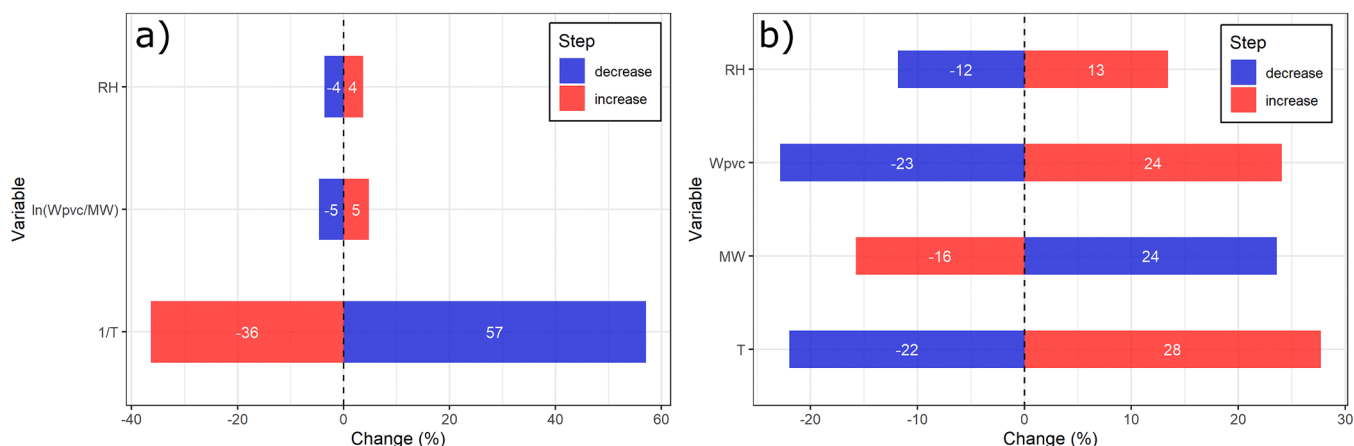 a)
Step
decrease
increase
RH
-4
4
ln(Wpvc/MW)
-5
5
1/T
-36
57
Variable
-40
-20
0
20
40
60
Change (%)
b)
Step
decrease
increase
RH
-12
13
Wpvc
-23
24
MW
-16
24
T
-22
28
Variable
-20
-10
0
10
20
30
Change (%)